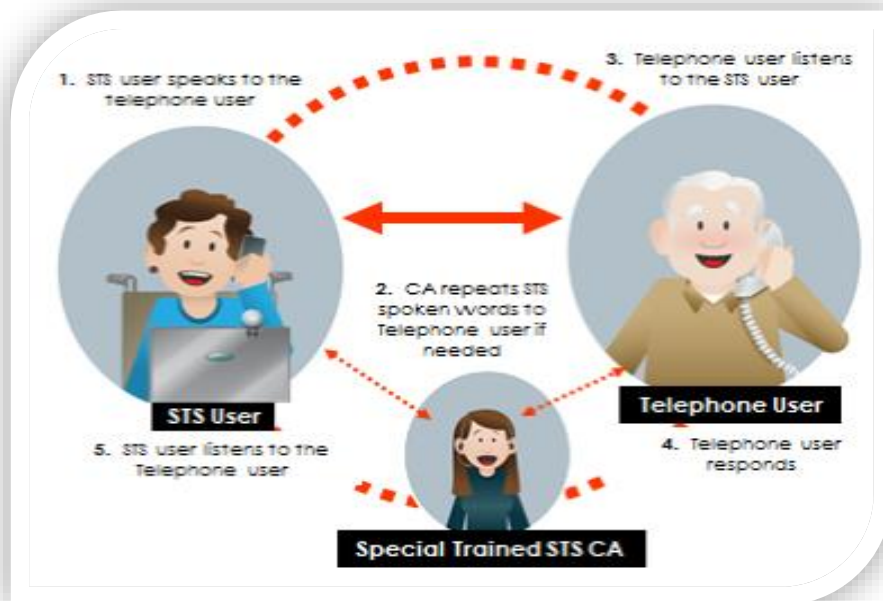 1. STS user speaks to the
telephone user
3. Telephone user listens
to the STS user
2. CA repeats STS
spoken words to
Telephone user if
needed
STS User
Telephone User
5. STS user listens to the
Telephone user
4. Telephone user
responds
Special Trained STS CA